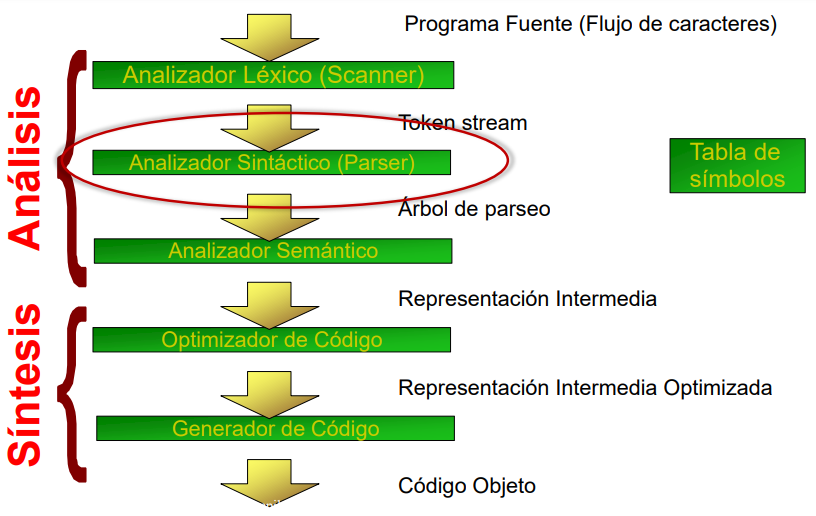 Programa Fuente (Flujo de caracteres)
Analizador Léxico (Scanner)
Token stream
Analizador Sintáctico (Parser)
Árbol de parseo
Analizador Semántico
Análisis
Tabla de
símbolos
Representación Intermedia
Optimizador de Código
Representación Intermedia Optimizada
Generador de Código
Código Objeto
Síntesis